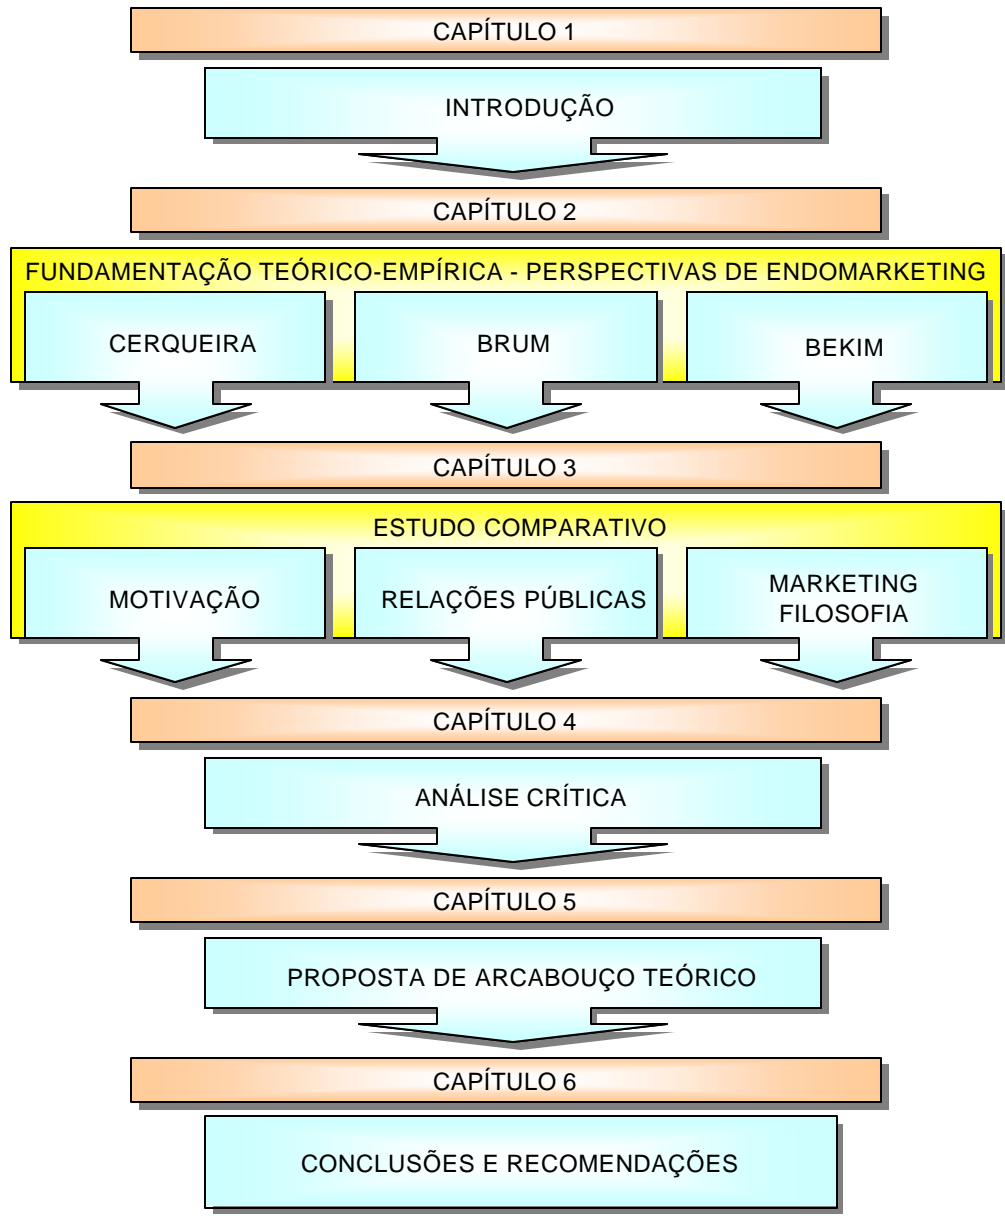 CAPÍTULO 1
INTRODUÇÃO
CAPÍTULO 2
FUNDAMENTAÇÃO TEÓRICO-EMPÍRICA - PERSPECTIVAS DE ENDOMARKETING
CERQUEIRA
BRUM
BEKIM
CAPÍTULO 3
ESTUDO COMPARATIVO
MOTIVAÇÃO
RELAÇÕES PÚBLICAS
MARKETING
FILOSOFIA
CAPÍTULO 4
ANÁLISE CRÍTICA
CAPÍTULO 5
PROPOSTA DE ARCABOUÇO TEÓRICO
CAPÍTULO 6
CONCLUSÕES E RECOMENDAÇÕES